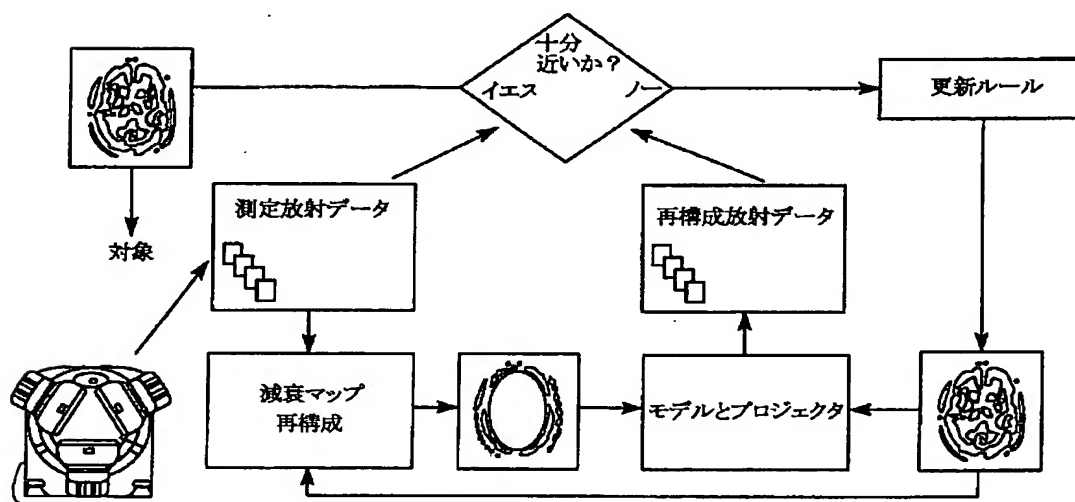 十分
近いか？
イエス
ノー
更新ルール
測定放射データ
再構成放射データ
対象
減衰マップ
再構成
モデルとプロジェクタ